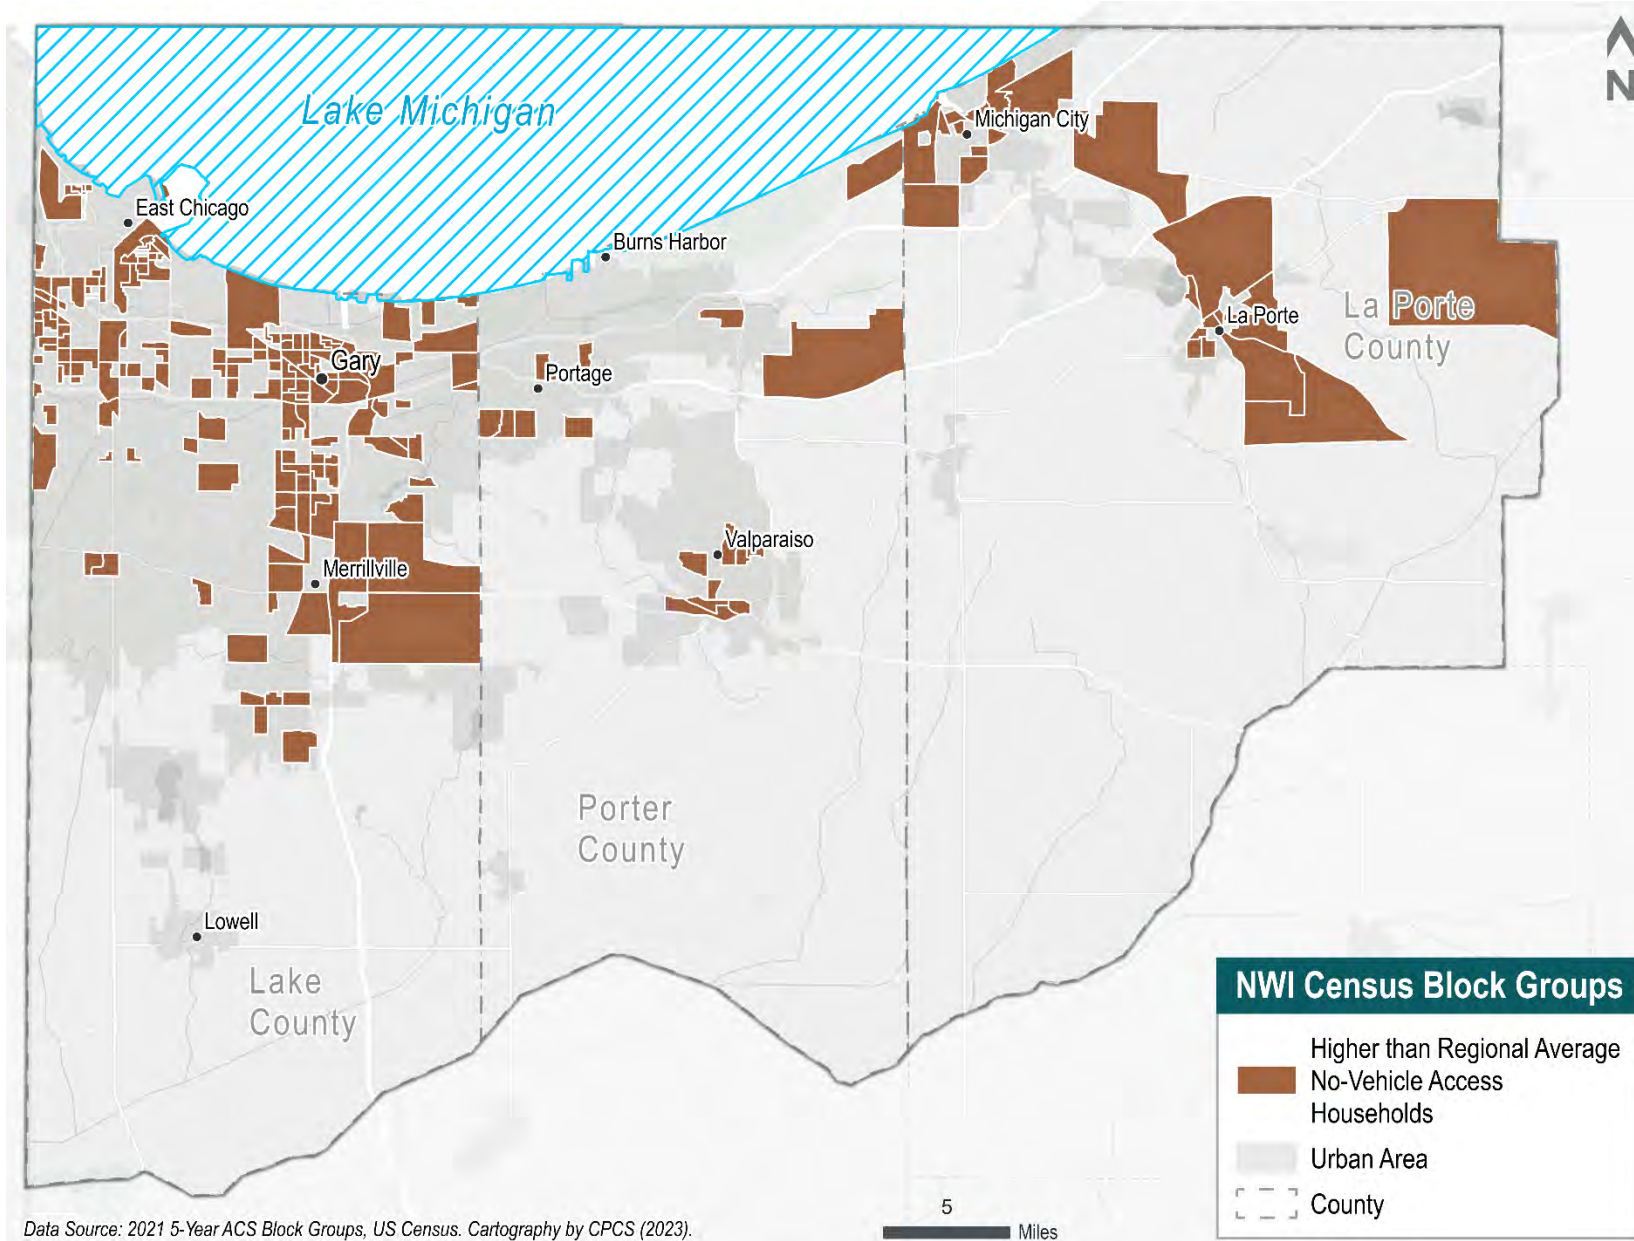 N
Lake Michigan
Michigan City
East Chicago
Burns Harbor
La Porte
County
La Porte
Gary
Portage
Valparaiso
Merrillville
Porter
County
Lowell
Lake
County
NWI Census Block Groups
Higher than Regional Average
No-Vehicle Access
Households
Urban Area
County
5
Miles
Data Source: 2021 5-Year ACS Block Groups, US Census. Cartography by CPCS (2023).